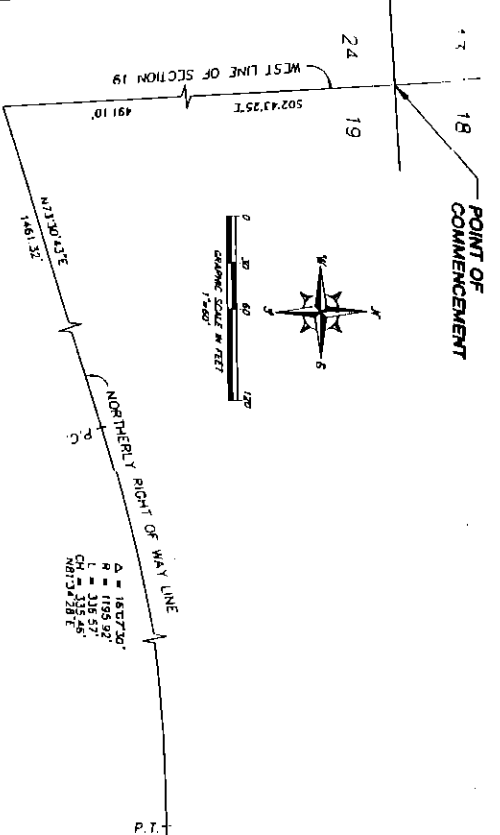 18
24
19
POINT OF
COMMENCEMENT
WEST LINE OF SECTION 19
S02°43'25"E
491.10'
N73°30'43"E
1461.32'
0
30
60
120
GRAPHIC SCALE IN FEET
1"=60'
N
W
E
S
NORTHERLY RIGHT OF WAY LINE
P.C.
Δ = 16°07'30"
R = 1195.92'
L = 336.57'
CH = 335.46'
N81°34'28"E
P.T.